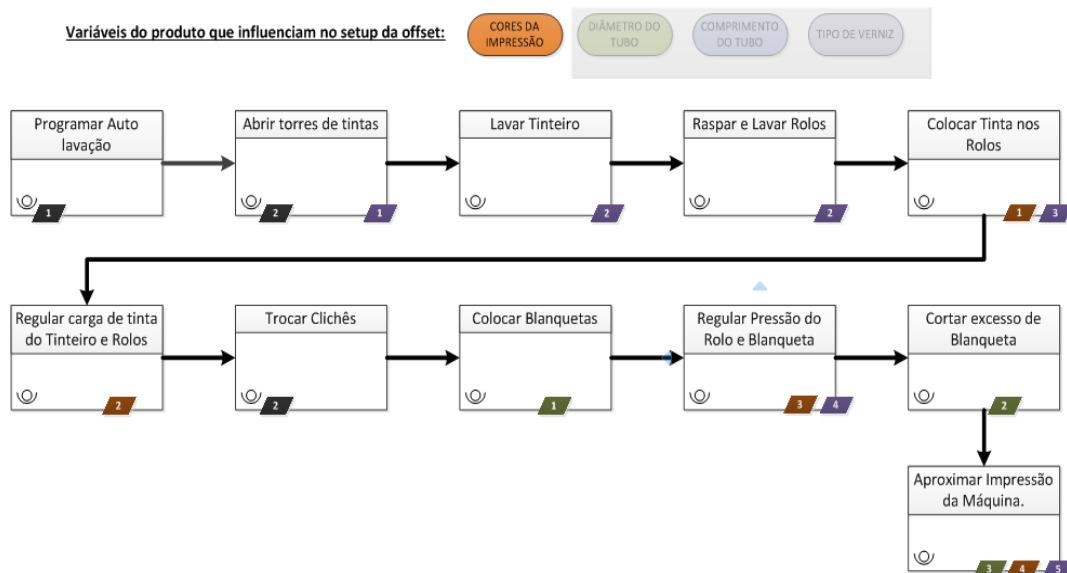 Variáveis do produto que influenciam no setup da offset:
CORES DA
IMPRESSÃO
DIÂMETRO DO
TUBO
COMPRIMENTO
DO TUBO
TIPO DE VERNIZ
Programar Auto
lavação
1
Abrir torres de tintas
2 1
Lavar Tinteiro
2
Raspar e Lavar Rolos
2
Colocar Tinta nos
Rolos
1 3
Regular carga de tinta
do Tinteiro e Rolos
2
Trocar Clichês
2
Colocar Blanquetas
1
Regular Pressão do
Rolo e Blanqueta
3 4
Cortar excesso de
Blanqueta
2
Aproximar Impressão
da Máquina.
3 4 5